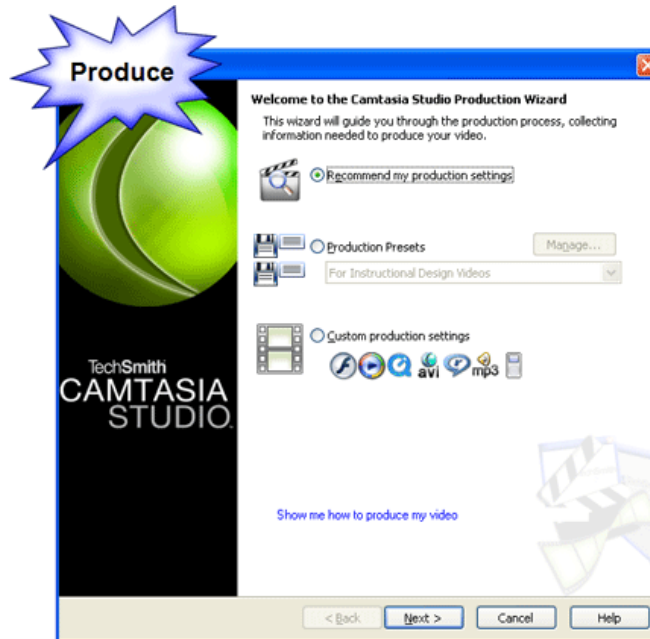 Produce
Welcome to the Camtasia Studio Production Wizard
This wizard will guide you through the production process, collecting
information needed to produce your video.
Recommend my production settings
Production Presets
Manage...
For Instructional Design Videos
Custom production settings
avi
mp3
TechSmith
CAMTASIA
STUDIO
Show me how to produce my video
< Back
Next >
Cancel
Help